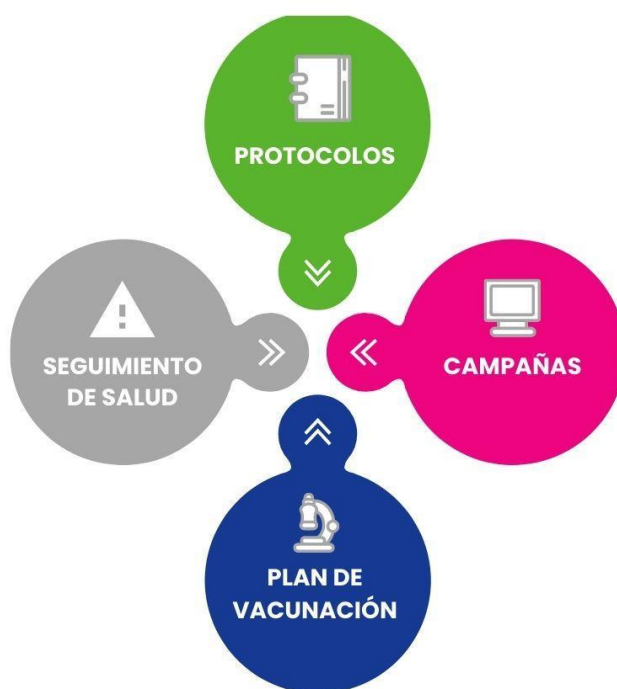 PROTOCOLOS
SEGUIMIENTO
DE SALUD
CAMPAÑAS
PLAN DE
VACUNACIÓN